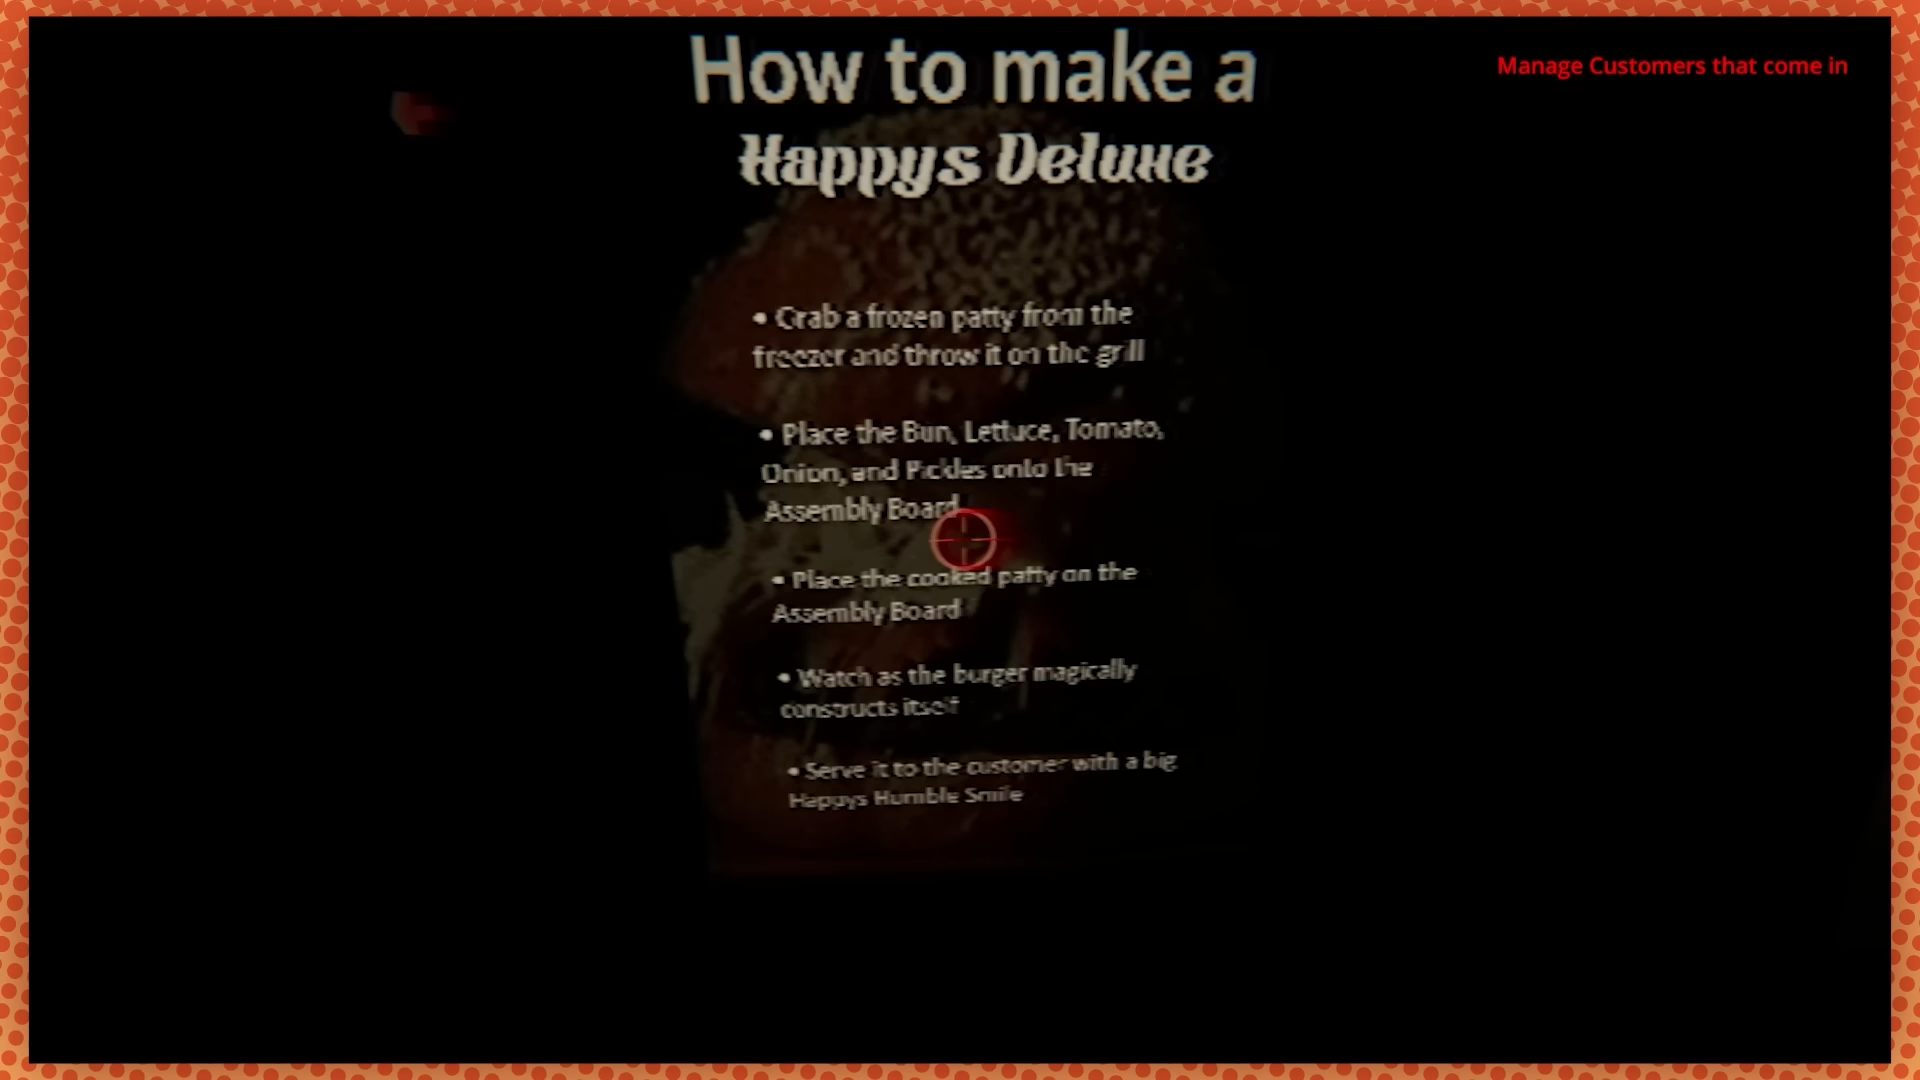 How to make a
Happys Deluxe
Manage Customers that come in
• Grab a frozen patty from the
freezer and throw it on the grill
• Place the Bun, Lettuce, Tomato,
Onion, and Pickles onto the
Assembly Board
• Place the cooked patty on the
Assembly Board
• Watch as the burger magically
constructs itself
• Serve it to the customer with a big
Happys Humble Smile